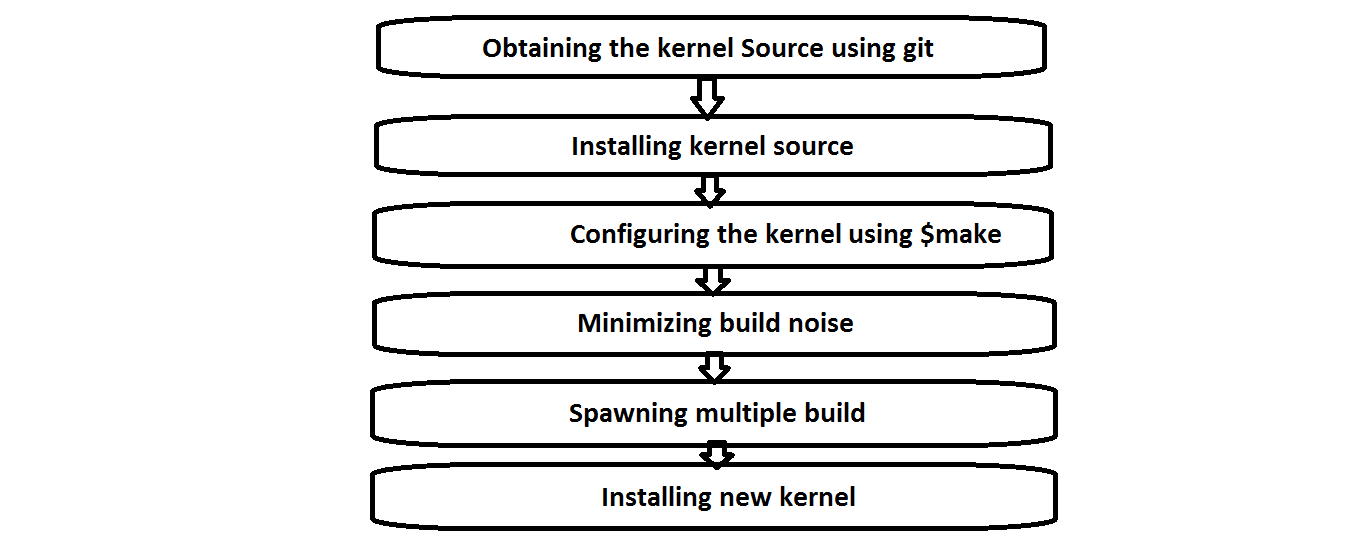 Obtaining the kernel Source using git
Installing kernel source
Configuring the kernel using $make
Minimizing build noise
Spawning multiple build
Installing new kernel